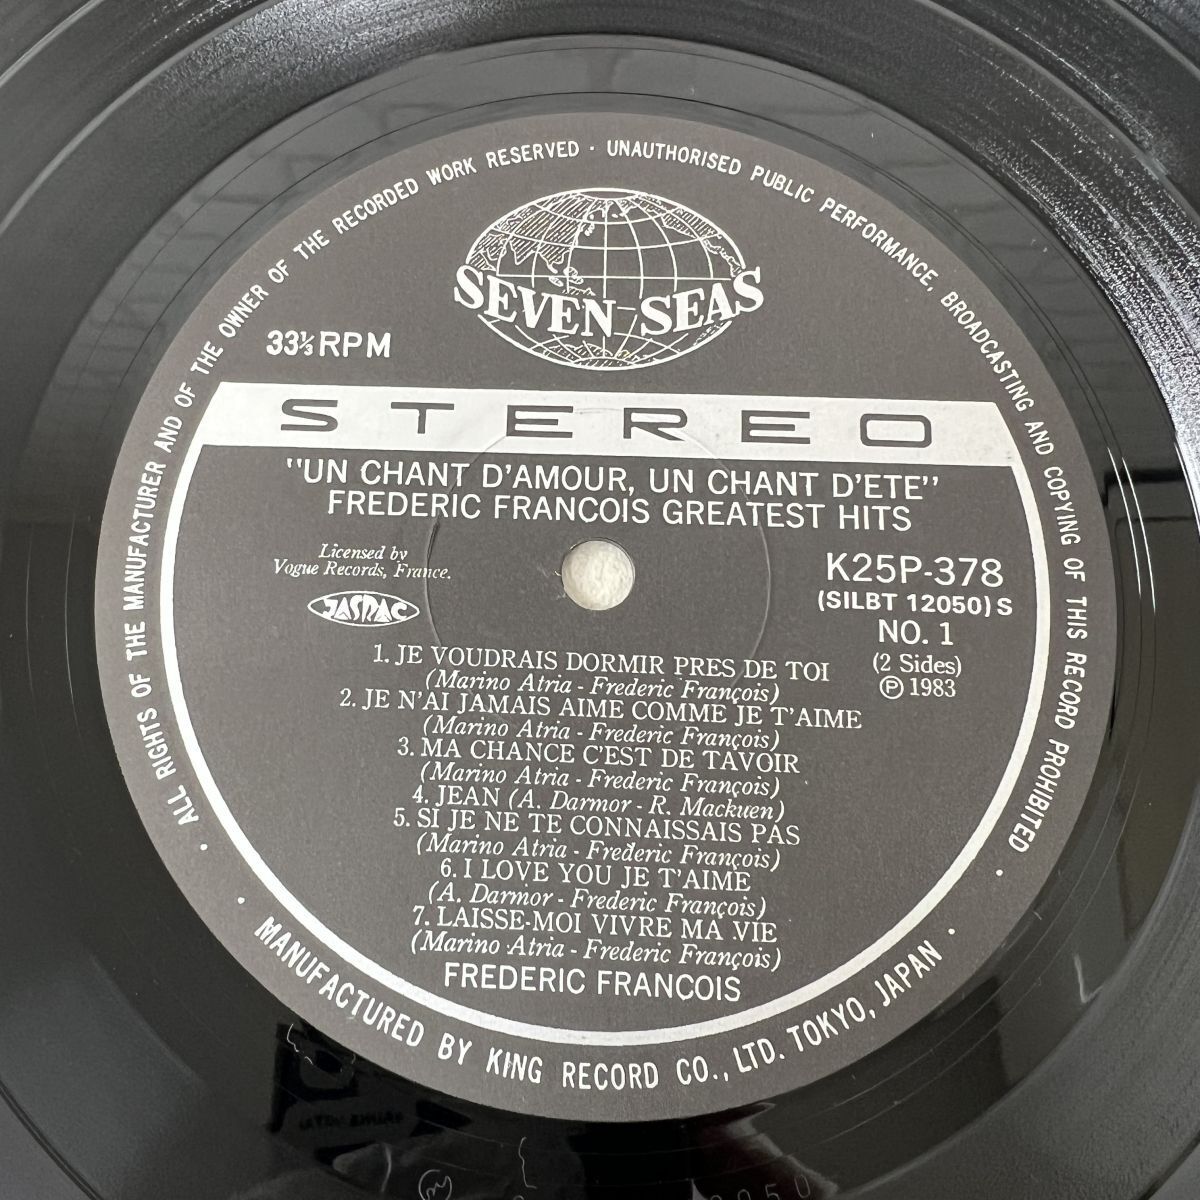 ALL RIGHTS OF THE MANUFACTURER AND OF THE OWNER OF THE RECORDED WORK RESERVED · UNAUTHORISED PUBLIC PERFORMANCE, BROADCASTING AND COPYING OF THIS RECORD PROHIBITED
SEVEN SEAS
33⅓RPM
STEREO
"UN CHANT D'AMOUR, UN CHANT D'ETE"
FREDERIC FRANCOIS GREATEST HITS
Licensed by
Vogue Records, France.
JASRAC
K25P-378
(SILBT 12050) S
NO. 1
(2 Sides)
Ⓟ 1983
1. JE VOUDRAIS DORMIR PRES DE TOI
(Marino Atria - Frederic François)
2. JE N'AI JAMAIS AIME COMME JE T'AIME
(Marino Atria - Frederic François)
3. MA CHANCE C'EST DE TAVOIR
(Marino Atria - Frederic François)
4. JEAN (A. Darmor - R. Mackuen)
5. SI JE NE TE CONNAISSAIS PAS
(Marino Atria - Frederic François)
6. I LOVE YOU JE T'AIME
(A. Darmor - Frederic François)
7. LAISSE-MOI VIVRE MA VIE
(Marino Atria - Frederic François)
FREDERIC FRANCOIS
· MANUFACTURED BY KING RECORD CO., LTD. TOKYO, JAPAN ·